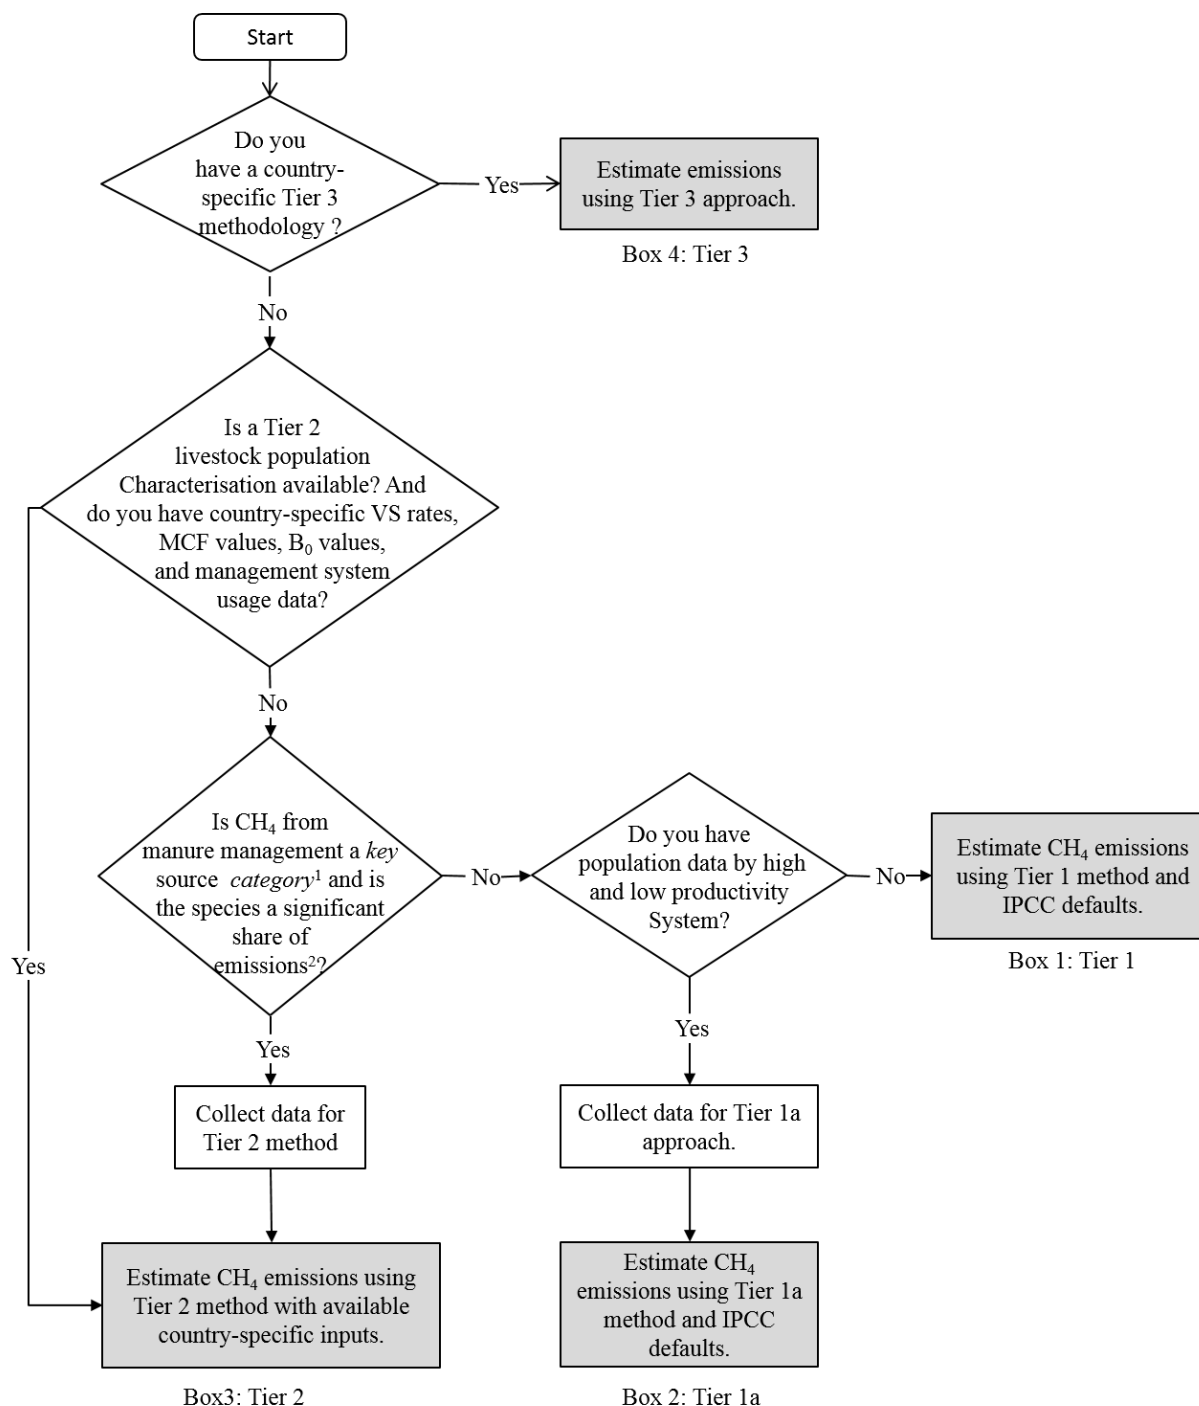 Start
Do you
have a country-
specific Tier 3
methodology ?
Yes
Estimate emissions
using Tier 3 approach.
Box 4: Tier 3
No
Is a Tier 2
livestock population
Characterisation available? And
do you have country-specific VS rates,
MCF values, B₀ values,
and management system
usage data?
No
Is CH₄ from
manure management a key
source category¹ and is
the species a significant
share of
emissions²?
No
Do you have
population data by high
and low productivity
System?
No
Estimate CH₄ emissions
using Tier 1 method and
IPCC defaults.
Box 1: Tier 1
Yes
Yes
Yes
Collect data for
Tier 2 method
Collect data for Tier 1a
approach.
Estimate CH₄ emissions using
Tier 2 method with available
country-specific inputs.
Box3: Tier 2
Estimate CH₄
emissions using Tier 1a
method and IPCC
defaults.
Box 2: Tier 1a